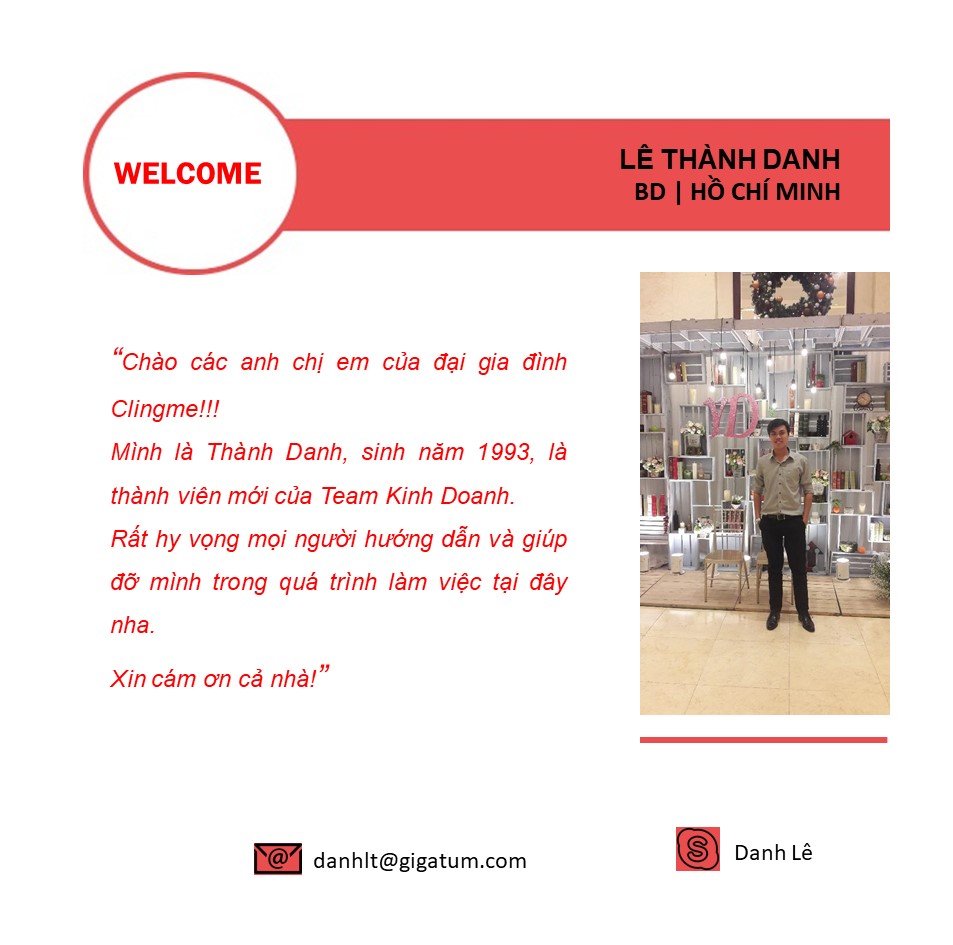 WELCOME
LÊ THÀNH DANH
BD | HỒ CHÍ MINH
“Chào các anh chị em của đại gia đình
Clingme!!!
Mình là Thành Danh, sinh năm 1993, là
thành viên mới của Team Kinh Doanh.
Rất hy vọng mọi người hướng dẫn và giúp
đỡ mình trong quá trình làm việc tại đây
nha.
Xin cám ơn cả nhà!”
YD
danhlt@gigatum.com
Danh Lê